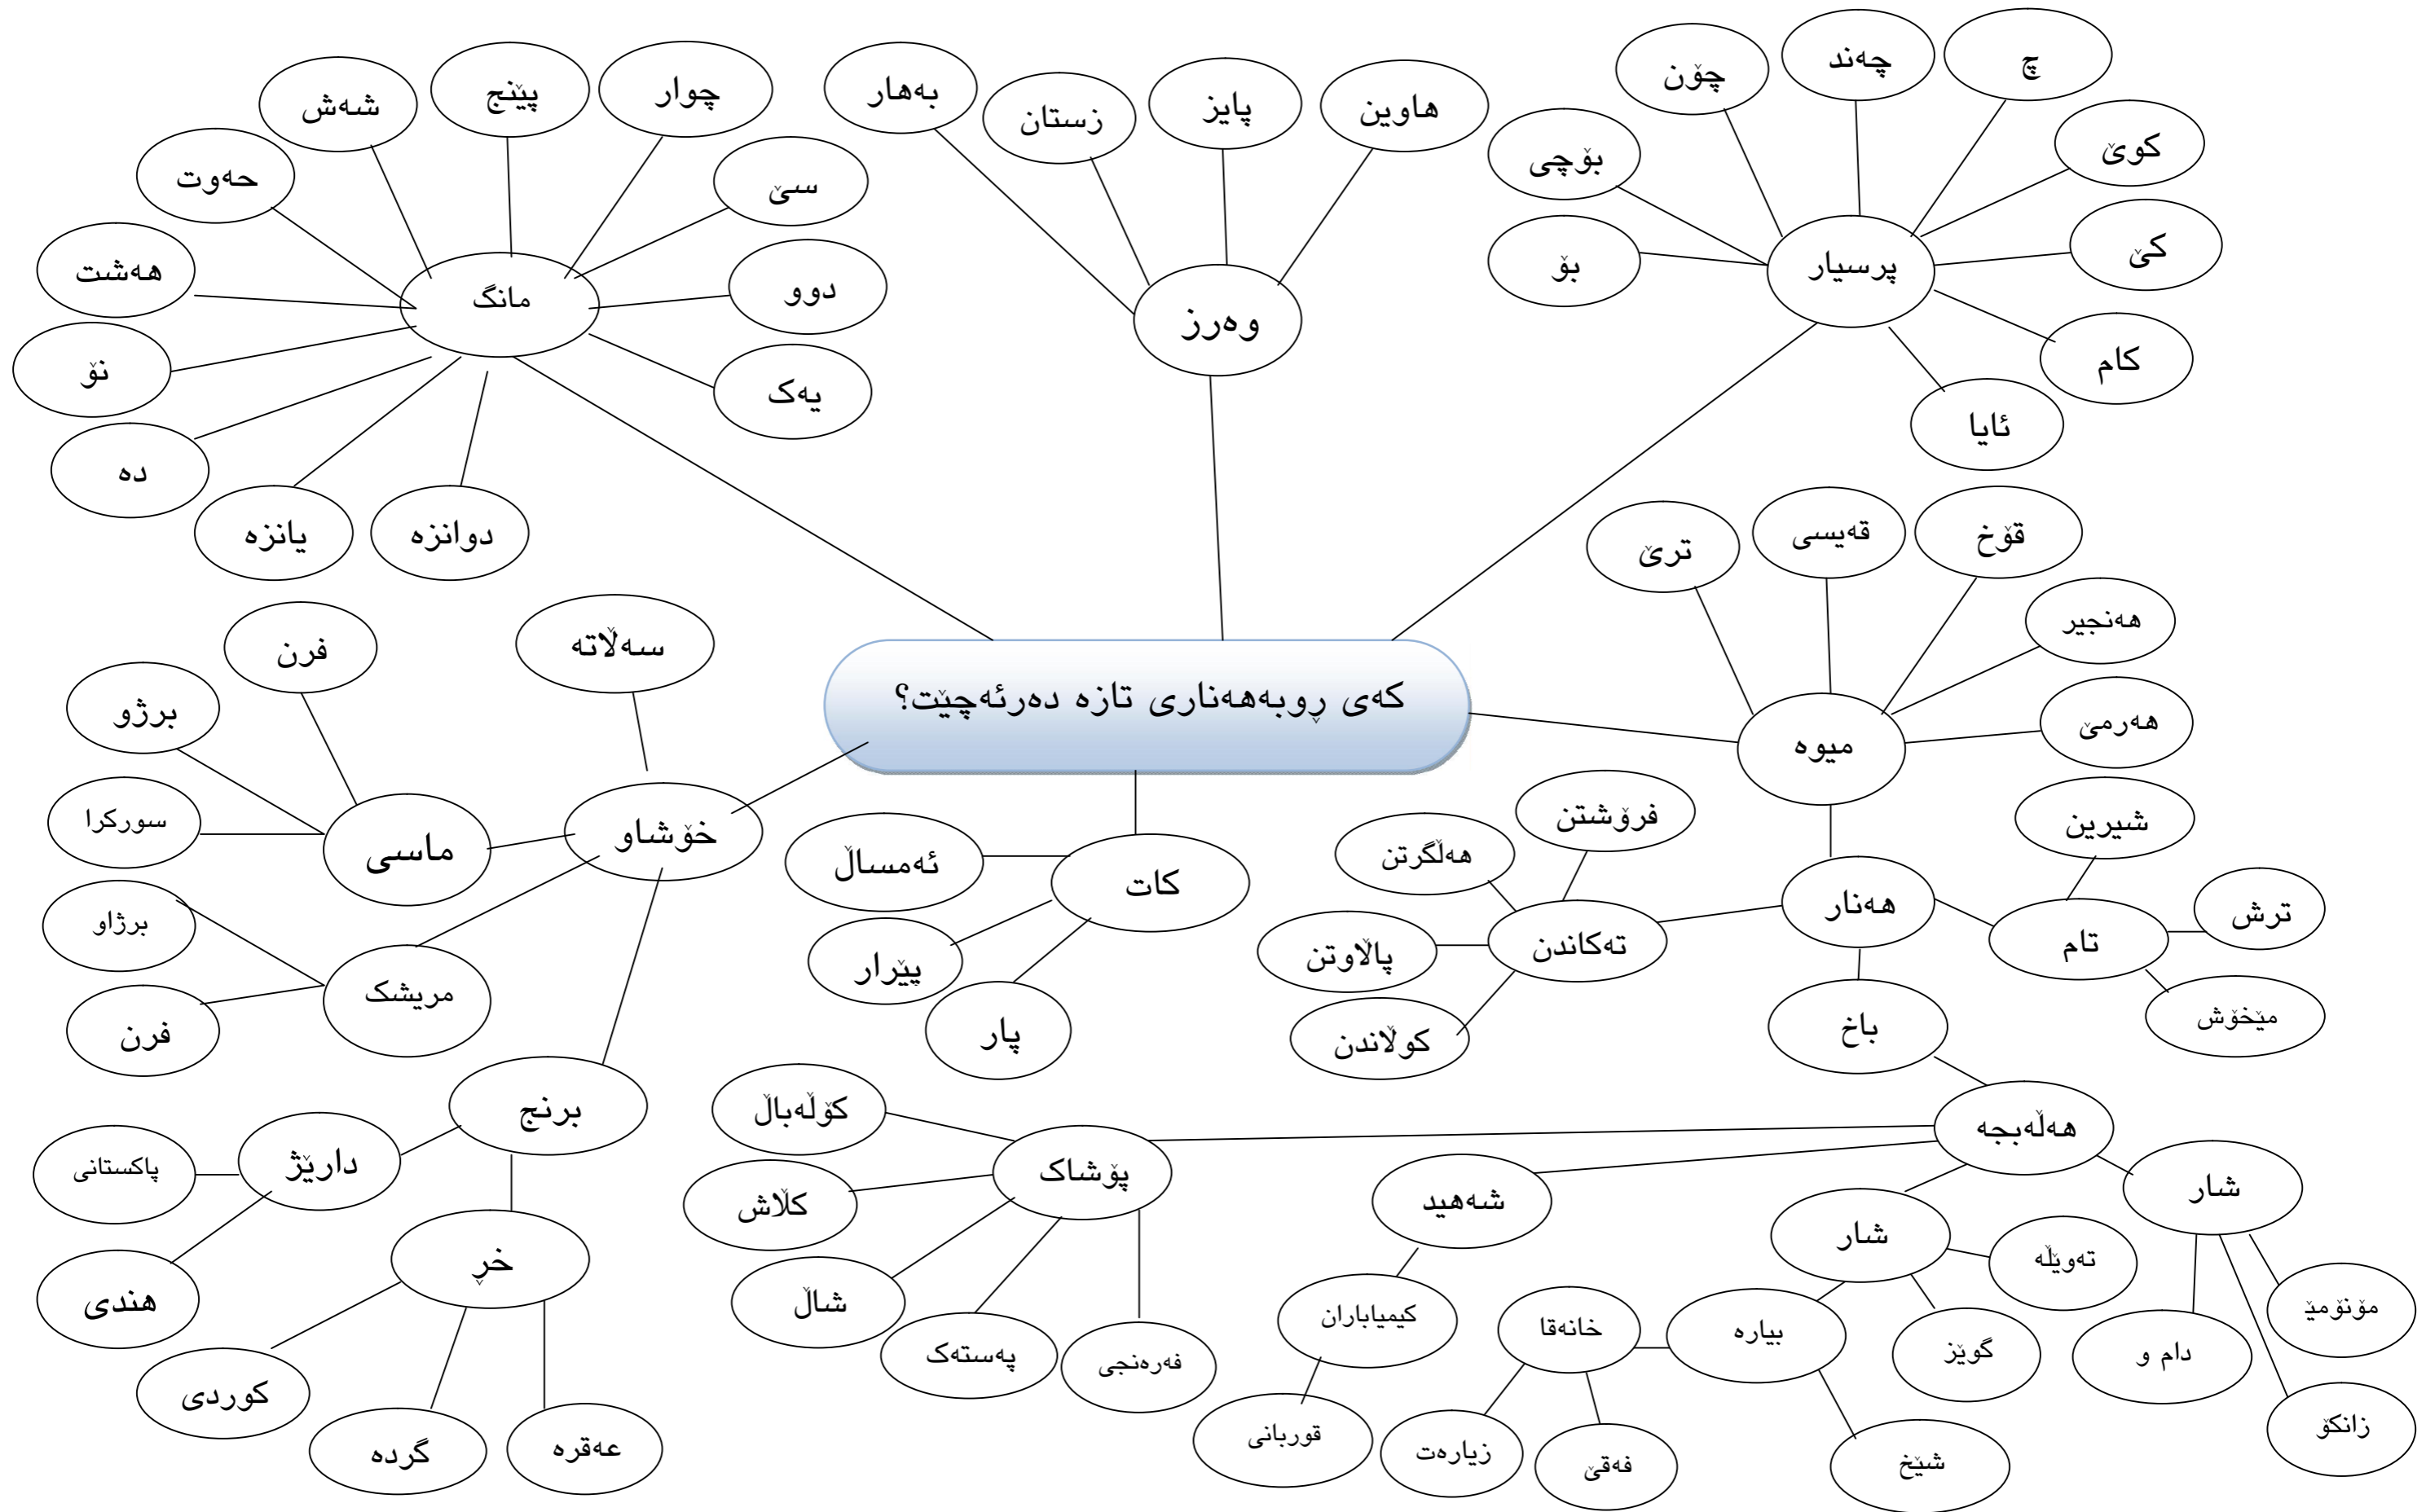 کەی ڕوبەهەناری تازە دەرئەچێت؟
پرسیار
چ
چەند
چۆن
بۆچی
بۆ
کوێ
کێ
کام
ئایا
وەرز
هاوین
پایز
زستان
بەهار
مانگ
یەک
دوو
سێ
چوار
پێنج
شەش
حەوت
هەشت
نۆ
دە
یانزە
دوانزە
میوە
ترێ
قەیسی
قۆخ
هەنجیر
هەرمێ
هەنار
تام
شیرین
ترش
مێخۆش
تەکاندن
فرۆشتن
هەڵگرتن
پاڵاوتن
کوڵاندن
باخ
هەڵەبجە
شار
مۆنۆمێ
زانکۆ
دام و
شار
تەوێڵە
گوێز
بیارە
شێخ
خانەقا
فەقێ
زیارەت
شەهید
کیمیاباران
قوربانی
پۆشاک
کۆڵەباڵ
کڵاش
شاڵ
پەستەک
فەرەنجی
کات
ئەمساڵ
پێرار
پار
خۆشاو
سەڵاتە
ماسی
فرن
برژو
سورکرا
مریشک
برژاو
فرن
برنج
دارێژ
پاکستانی
هندی
خڕ
کوردی
گردە
عەقرە